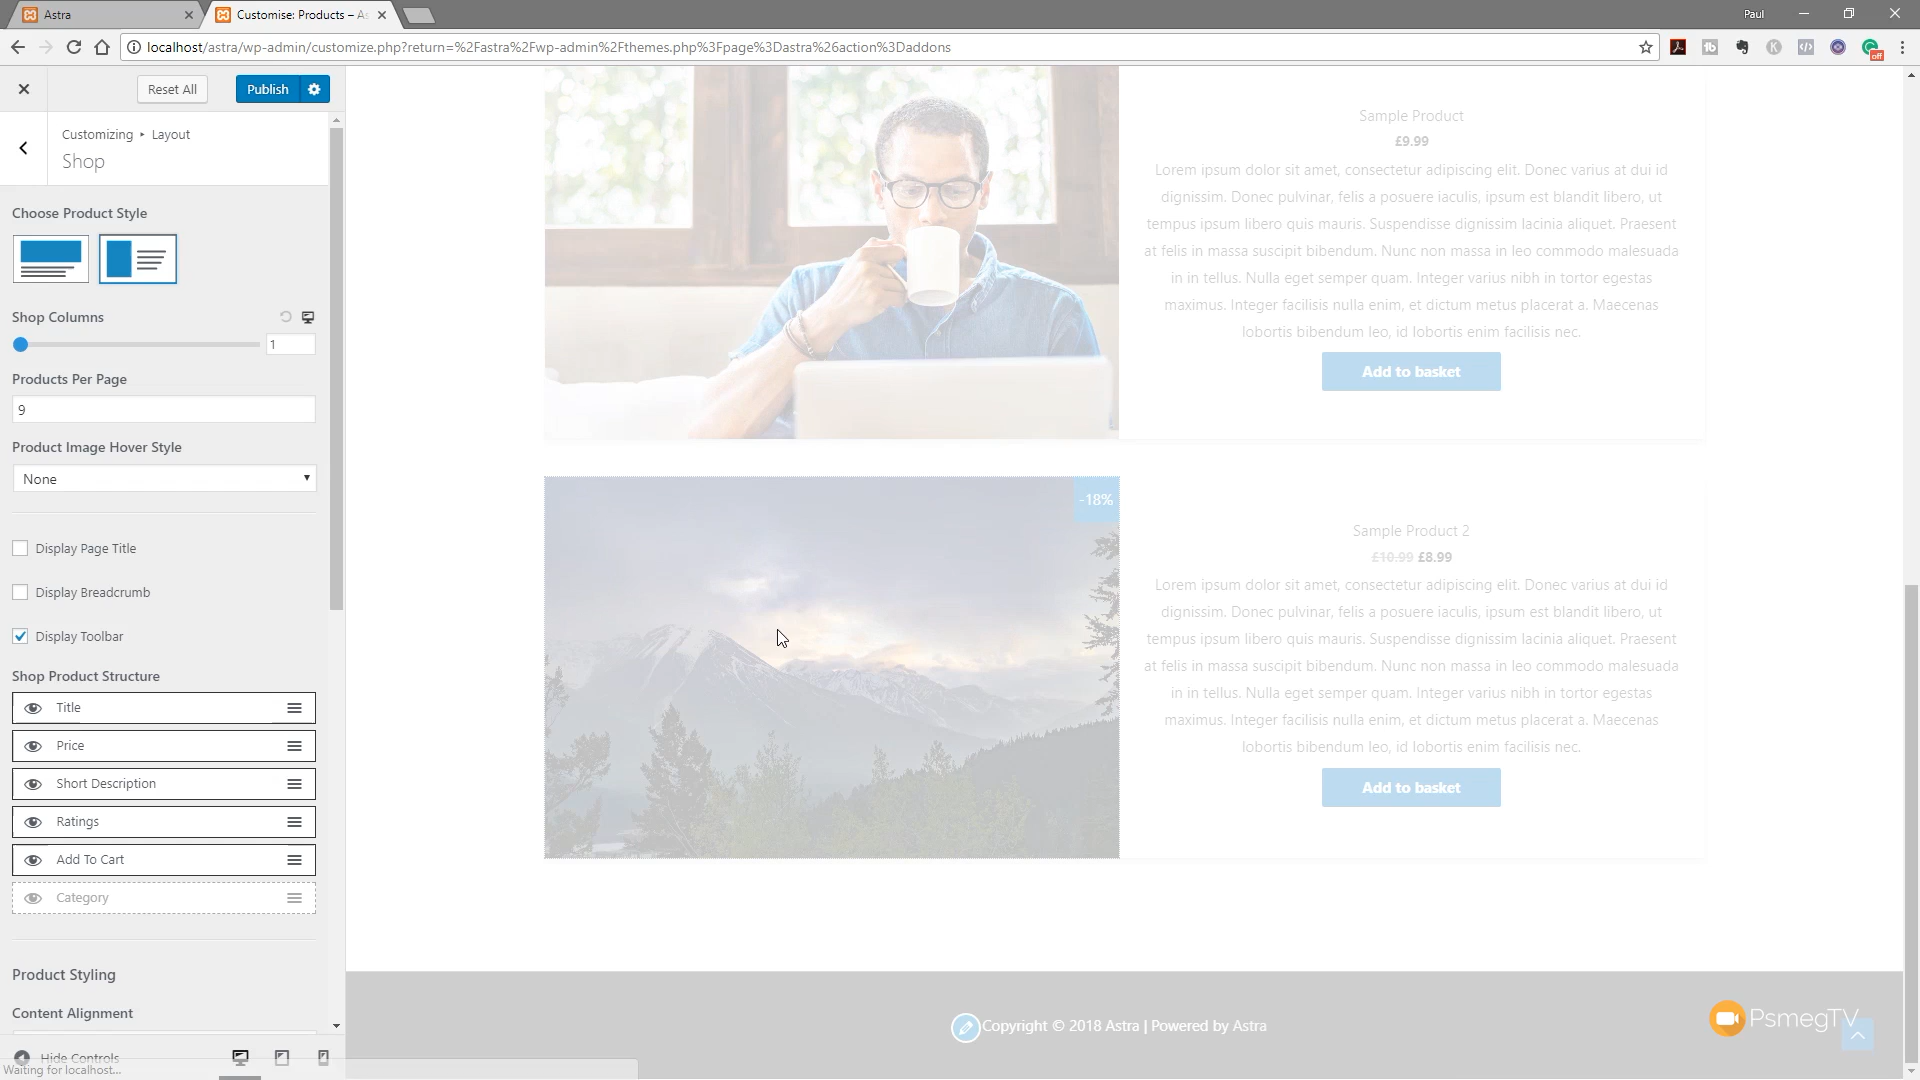 Astra
Customise: Products – As
Paul
localhost/astra/wp-admin/customize.php?return=%2Fastra%2Fwp-admin%2Fthemes.php%3Fpage%3Dastra%26action%3Daddons
off
Reset All
Publish
Customizing ▸ Layout
Shop
Choose Product Style
Shop Columns
1
Products Per Page
9
Product Image Hover Style
None
Display Page Title
Display Breadcrumb
Display Toolbar
Shop Product Structure
Title
Price
Short Description
Ratings
Add To Cart
Category
Product Styling
Content Alignment
Hide Controls
Waiting for localhost...
Sample Product
£9.99
Lorem ipsum dolor sit amet, consectetur adipiscing elit. Donec varius at dui id
dignissim. Donec pulvinar, felis a posuere iaculis, ipsum est blandit libero, ut
tempus ipsum libero quis mauris. Suspendisse dignissim lacinia aliquet. Praesent
at felis in massa suscipit bibendum. Nunc non massa in leo commodo malesuada
in in tellus. Nulla eget semper quam. Integer varius nibh in tortor egestas
maximus. Integer facilisis nulla enim, et dictum metus placerat a. Maecenas
lobortis bibendum leo, id lobortis enim facilisis nec.
Add to basket
-18%
Sample Product 2
£10.99 £8.99
Lorem ipsum dolor sit amet, consectetur adipiscing elit. Donec varius at dui id
dignissim. Donec pulvinar, felis a posuere iaculis, ipsum est blandit libero, ut
tempus ipsum libero quis mauris. Suspendisse dignissim lacinia aliquet. Praesent
at felis in massa suscipit bibendum. Nunc non massa in leo commodo malesuada
in in tellus. Nulla eget semper quam. Integer varius nibh in tortor egestas
maximus. Integer facilisis nulla enim, et dictum metus placerat a. Maecenas
lobortis bibendum leo, id lobortis enim facilisis nec.
Add to basket
Copyright © 2018 Astra | Powered by Astra
PsmegTV